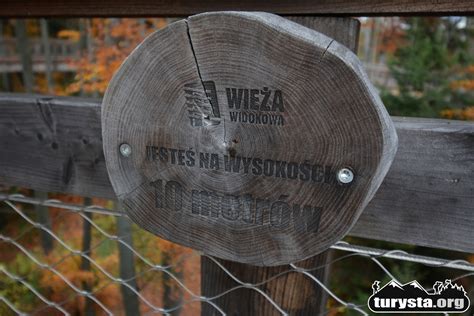 WIEŻA
WIDOKOWA
JESTEŚ NA WYSOKOŚCI
10 metrów
turysta.org